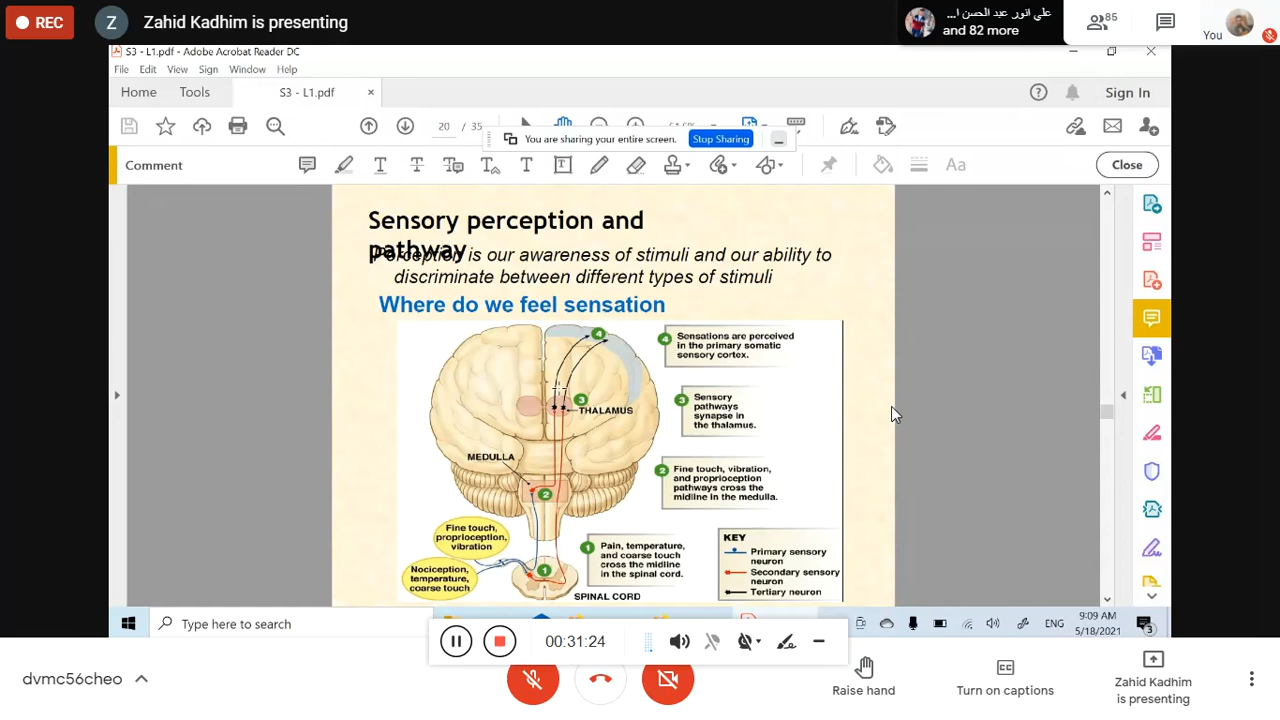 REC
Z
Zahid Kadhim is presenting
علي انور عبد الحسن ا...
and 82 more
85
You
S3 - L1.pdf - Adobe Acrobat Reader DC
File Edit View Sign Window Help
Home Tools S3 - L1.pdf × Sign In
20 / 35
You are sharing your entire screen. Stop Sharing
Comment
Aa
Close
Sensory perception and
pathway
Perception is our awareness of stimuli and our ability to
discriminate between different types of stimuli
Where do we feel sensation
4
4
Sensations are perceived
in the primary somatic
sensory cortex.
3
THALAMUS
3
Sensory
pathways
synapse in
the thalamus.
MEDULLA
2
2
Fine touch, vibration,
and proprioception
pathways cross the
midline in the medulla.
Fine touch,
proprioception,
vibration
Nociception,
temperature,
coarse touch
1
SPINAL CORD
1
Pain, temperature,
and coarse touch
cross the midline
in the spinal cord.
KEY
Primary sensory
neuron
Secondary sensory
neuron
Tertiary neuron
Type here to search
ENG
9:09 AM
5/18/2021
3
00:31:24
dvmc56cheo
Raise hand
Turn on captions
Zahid Kadhim
is presenting